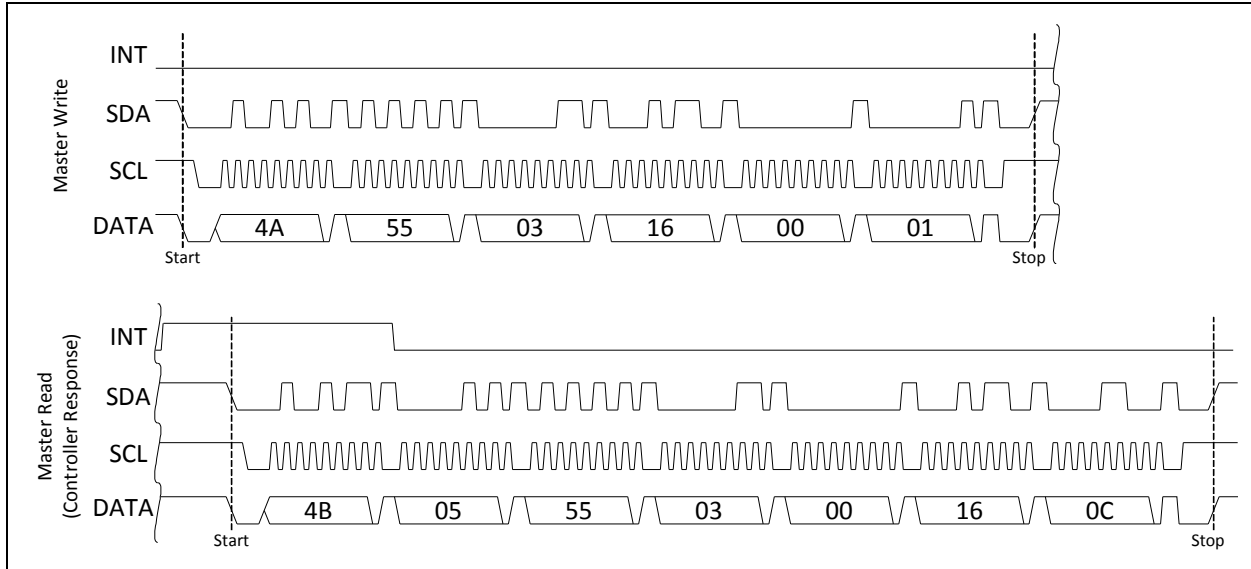 Master Write
INT
SDA
SCL
DATA
4A 55 03 16 00 01
Start Stop
Master Read
(Controller Response)
INT
SDA
SCL
DATA
4B 05 55 03 00 16 0C
Start Stop